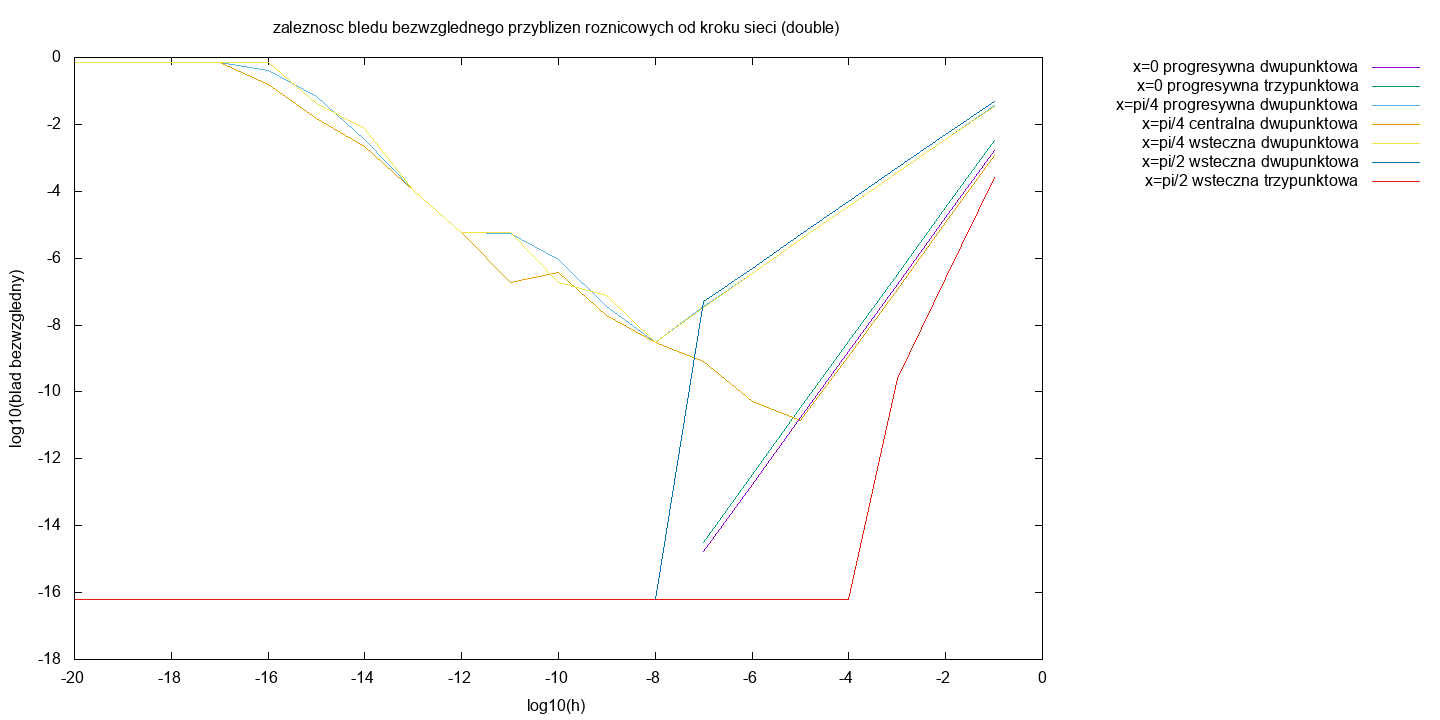 zaleznosc bledu bezwzglednego przyblizen roznicowych od kroku sieci (double)
x=0 progresywna dwupunktowa
x=0 progresywna trzypunktowa
x=pi/4 progresywna dwupunktowa
x=pi/4 centralna dwupunktowa
x=pi/4 wsteczna dwupunktowa
x=pi/2 wsteczna dwupunktowa
x=pi/2 wsteczna trzypunktowa
log10(blad bezwzgledny)
0
-2
-4
-6
-8
-10
-12
-14
-16
-18
-20 -18 -16 -14 -12 -10 -8 -6 -4 -2 0
log10(h)